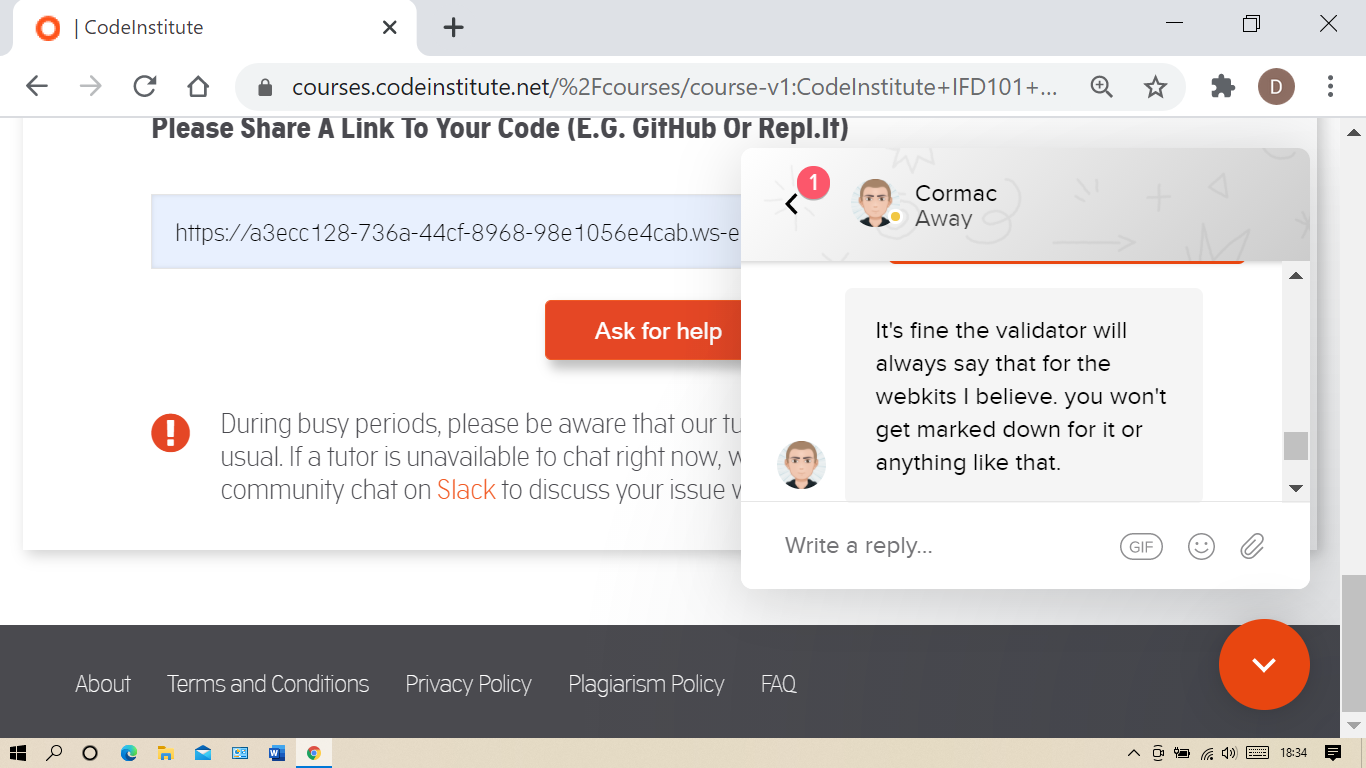 | CodeInstitute
courses.codeinstitute.net/%2Fcourses/course-v1:CodeInstitute+IFD101+...
D
Please Share A Link To Your Code (E.G. GitHub Or Repl.It)
https://a3ecc128-736a-44cf-8968-98e1056e4cab.ws-e
Ask for help
During busy periods, please be aware that our tu
usual. If a tutor is unavailable to chat right now, w
community chat on Slack to discuss your issue w
1
Cormac
Away
It's fine the validator will
always say that for the
webkits I believe. you won't
get marked down for it or
anything like that.
Write a reply...
GIF
About
Terms and Conditions
Privacy Policy
Plagiarism Policy
FAQ
18:34